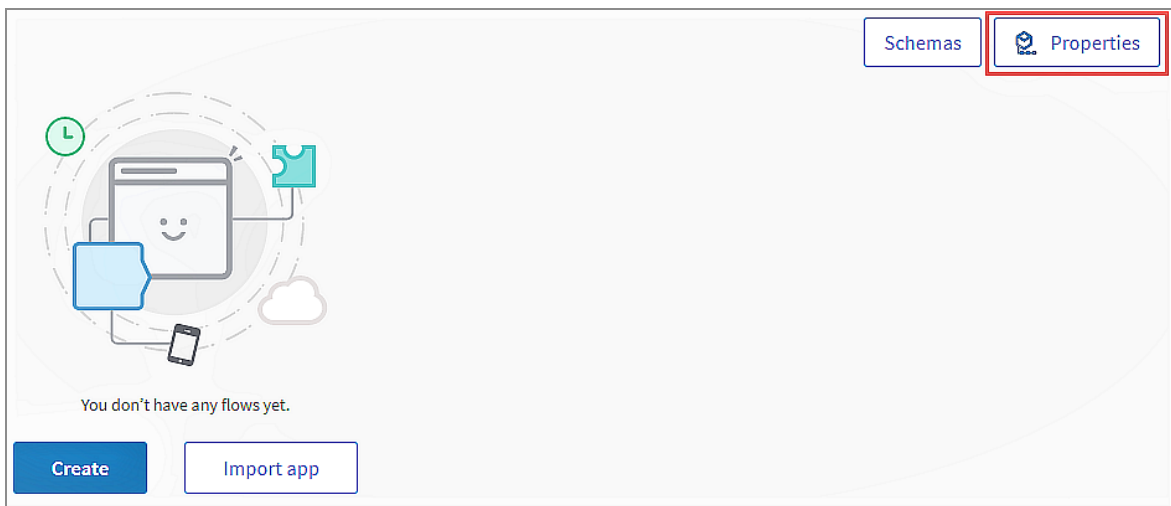 Schemas
Properties
You don't have any flows yet.
Create
Import app